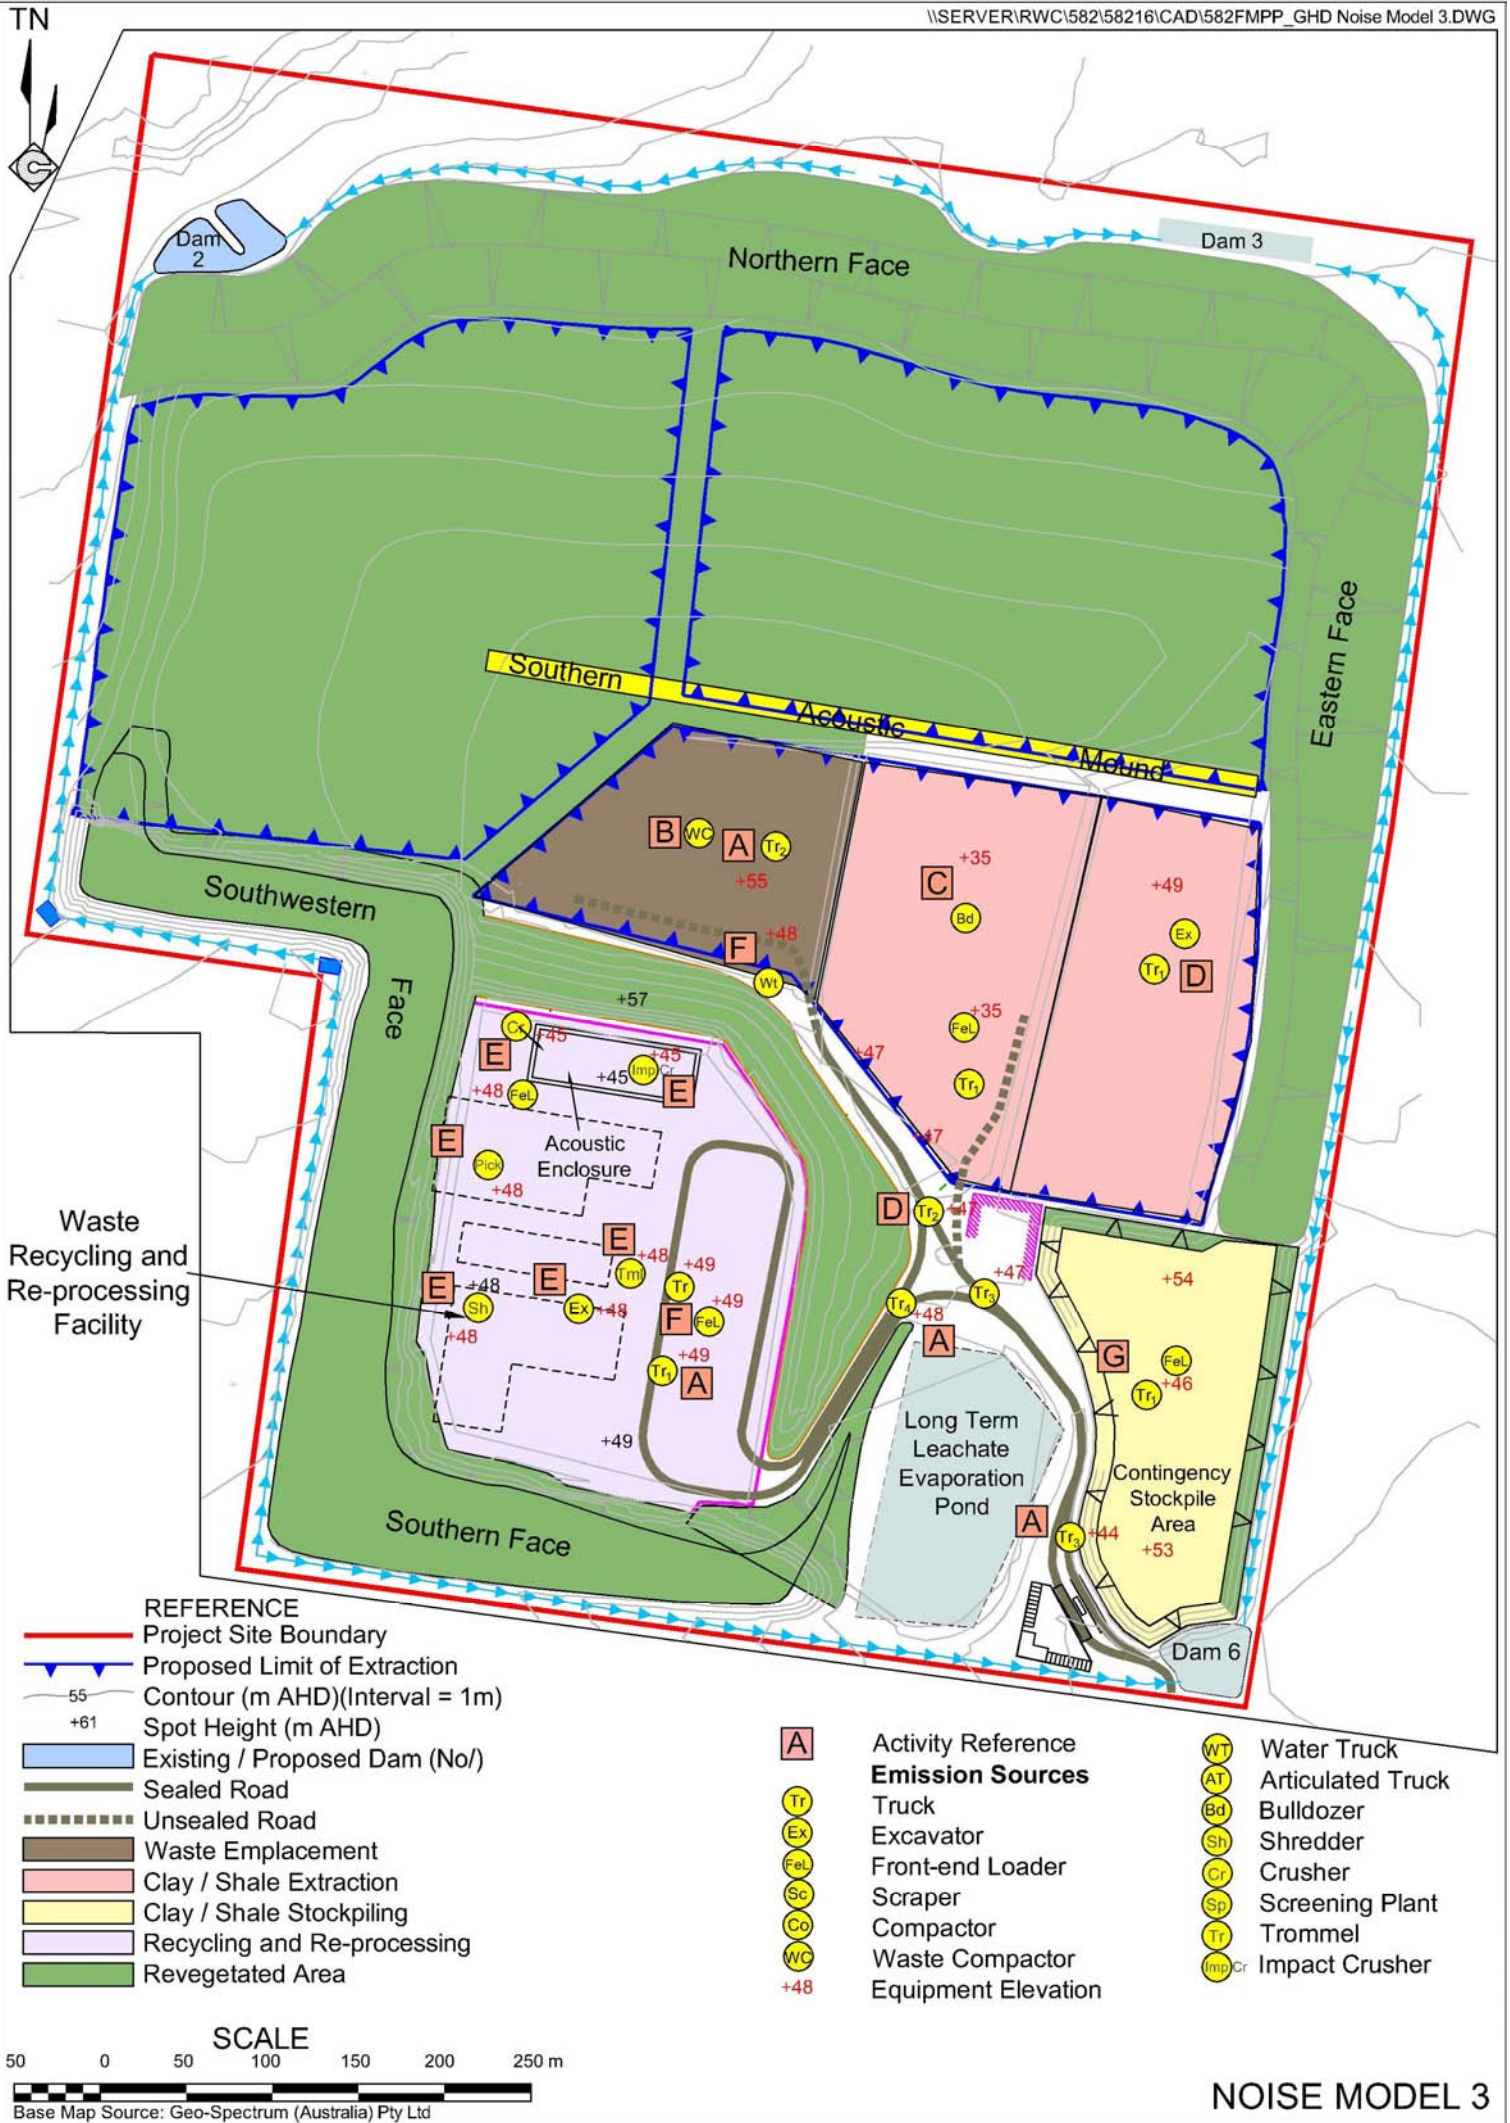 TN
\\SERVER\RWC\582\58216\CAD\582FMPP_GHD Noise Model 3.DWG
Dam
2
Dam 3
Northern Face
Eastern Face
Southern
Acoustic
Mound
B
WC
A
Tr2
+55
+35
C
Bd
+49
Ex
Tr1
D
Southwestern
Face
F
+48
Wt
+57
+35
FeL
+47
Tr1
Cr
+45
E
+45
Imp Cr
+45
E
+48
FeL
E
Acoustic
Enclosure
Pick
+48
+47
D
Tr2
+47
Waste
Recycling and
Re-processing
Facility
E
+48
Tml
+49
Tr
E
+48
E
Sh
Ex
+48
+48
F
FeL
+49
+49
Tr1
A
+49
+47
Tr3
Tr4
+48
A
+54
G
FeL
+46
Tr1
Long Term
Leachate
Evaporation
Pond
Contingency
Stockpile
Area
+53
A
Tr3
+44
Southern Face
Dam 6
REFERENCE
Project Site Boundary
Proposed Limit of Extraction
55
Contour (m AHD)(Interval = 1m)
+61
Spot Height (m AHD)
Existing / Proposed Dam (No/)
Sealed Road
Unsealed Road
Waste Emplacement
Clay / Shale Extraction
Clay / Shale Stockpiling
Recycling and Re-processing
Revegetated Area
A Activity Reference
Emission Sources
Tr Truck
Ex Excavator
FeL Front-end Loader
Sc Scraper
Co Compactor
WC Waste Compactor
+48 Equipment Elevation
WT Water Truck
AT Articulated Truck
Bd Bulldozer
Sh Shredder
Cr Crusher
Sp Screening Plant
Tr Trommel
Imp Cr Impact Crusher
SCALE
50 0 50 100 150 200 250 m
Base Map Source: Geo-Spectrum (Australia) Pty Ltd
NOISE MODEL 3